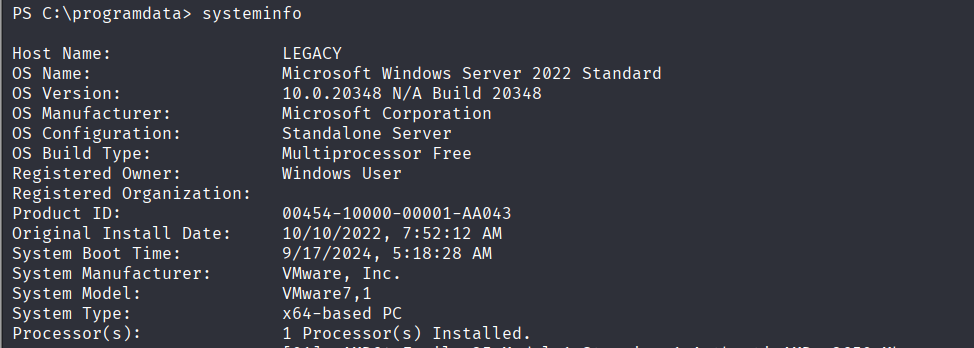 PS C:\programdata> systeminfo
Host Name: LEGACY
OS Name: Microsoft Windows Server 2022 Standard
OS Version: 10.0.20348 N/A Build 20348
OS Manufacturer: Microsoft Corporation
OS Configuration: Standalone Server
OS Build Type: Multiprocessor Free
Registered Owner: Windows User
Registered Organization:
Product ID: 00454-10000-00001-AA043
Original Install Date: 10/10/2022, 7:52:12 AM
System Boot Time: 9/17/2024, 5:18:28 AM
System Manufacturer: VMware, Inc.
System Model: VMware7,1
System Type: x64-based PC
Processor(s): 1 Processor(s) Installed.